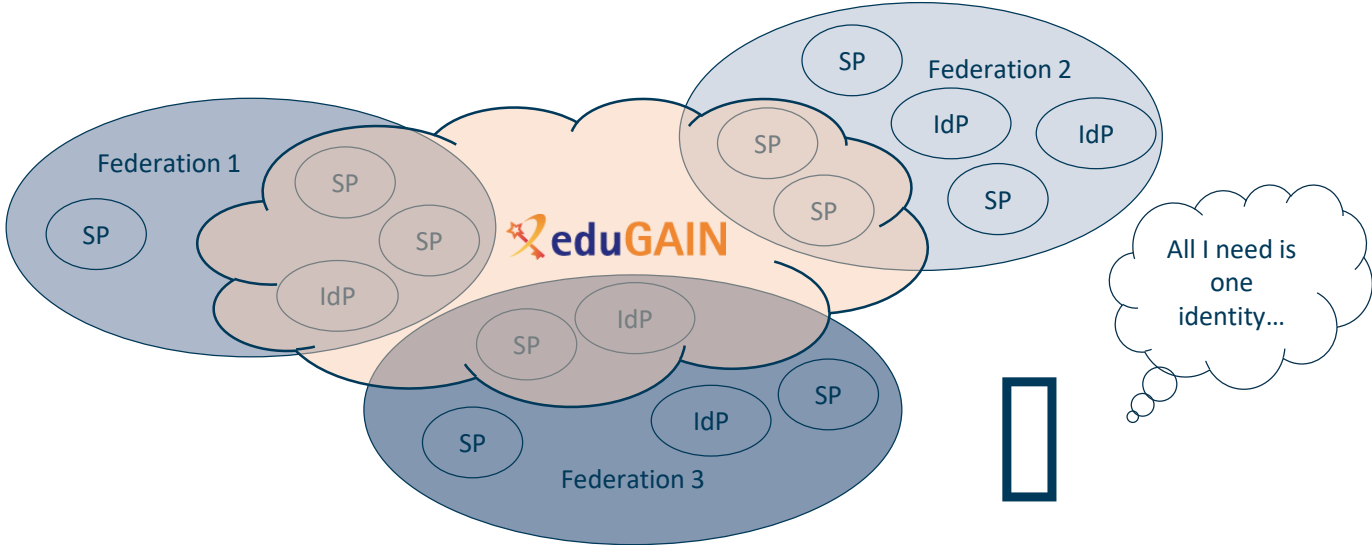 Federation 1
SP
SP
SP
IdP
eduGAIN
Federation 2
SP
IdP
IdP
SP
SP
SP
SP
IdP
SP
IdP
SP
Federation 3
All I need is
one
identity…